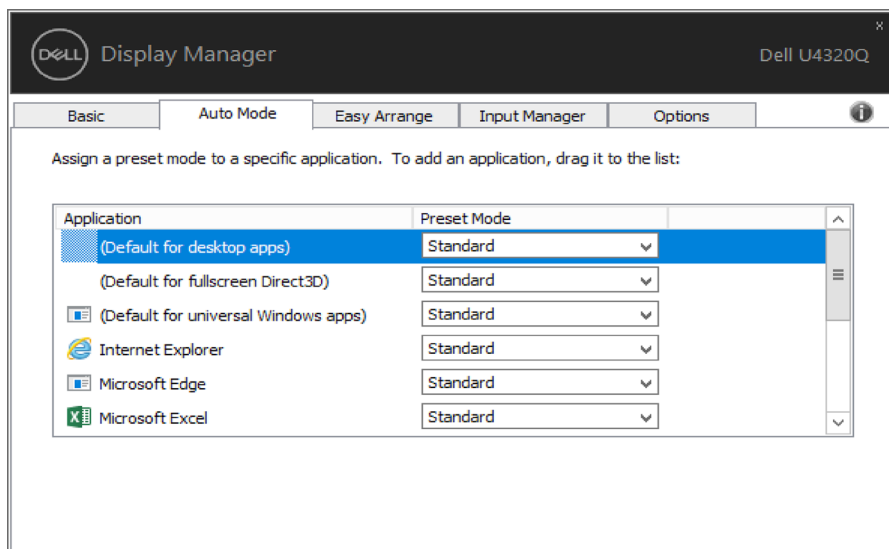 x
DELL Display Manager Dell U4320Q
Basic Auto Mode Easy Arrange Input Manager Options i
Assign a preset mode to a specific application. To add an application, drag it to the list:
Application Preset Mode
(Default for desktop apps) Standard
(Default for fullscreen Direct3D) Standard
(Default for universal Windows apps) Standard
Internet Explorer Standard
Microsoft Edge Standard
Microsoft Excel Standard